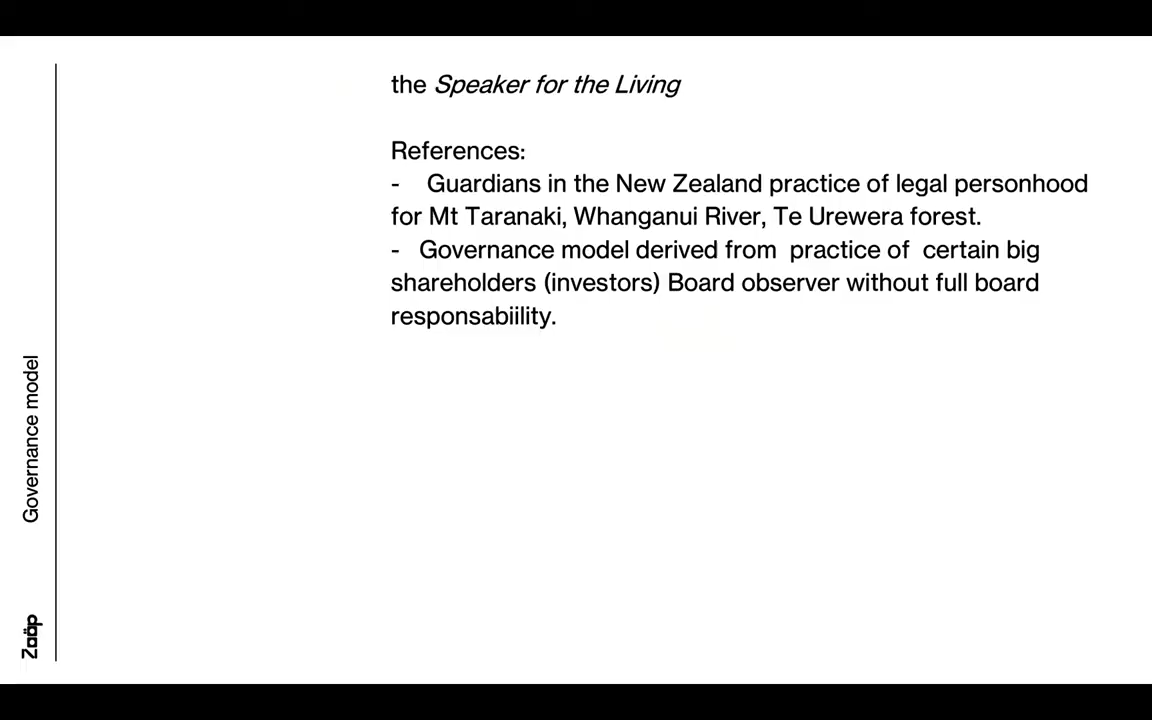 the Speaker for the Living
References:
- Guardians in the New Zealand practice of legal personhood
for Mt Taranaki, Whanganui River, Te Urewera forest.
- Governance model derived from practice of certain big
shareholders (investors) Board observer without full board
responsabiility.
Governance model
Zoöp